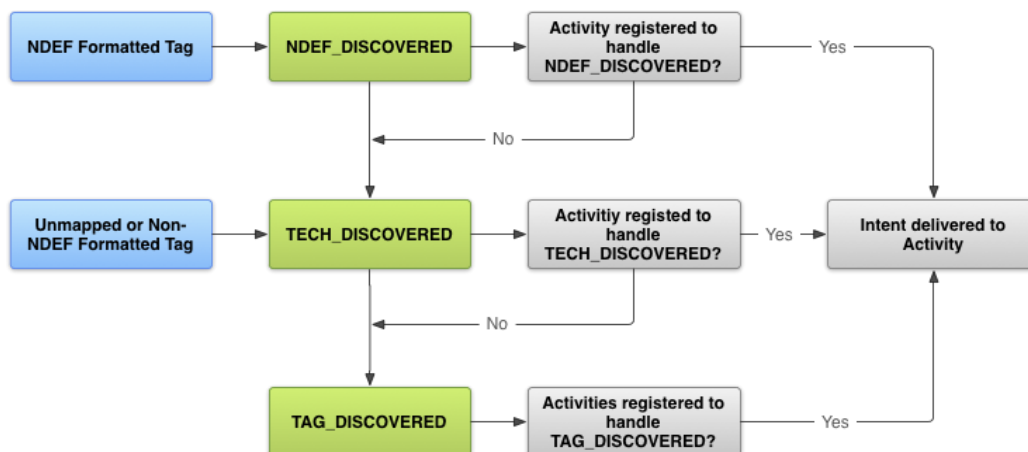 NDEF Formatted Tag
NDEF_DISCOVERED
Activity registered to
handle
NDEF_DISCOVERED?
Yes
No
Unmapped or Non-
NDEF Formatted Tag
TECH_DISCOVERED
Activitiy registed to
handle
TECH_DISCOVERED?
Yes
Intent delivered to
Activity
No
TAG_DISCOVERED
Activities registered to
handle
TAG_DISCOVERED?
Yes